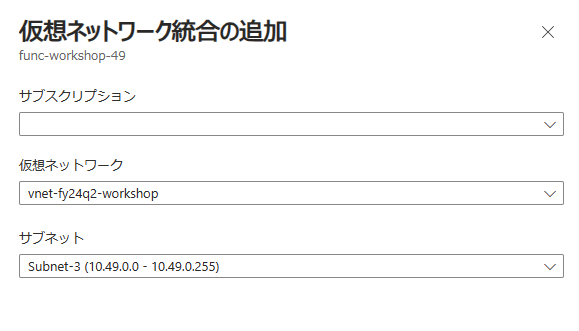 仮想ネットワーク統合の追加
func-workshop-49
サブスクリプション
仮想ネットワーク
vnet-fy24q2-workshop
サブネット
Subnet-3 (10.49.0.0 - 10.49.0.255)